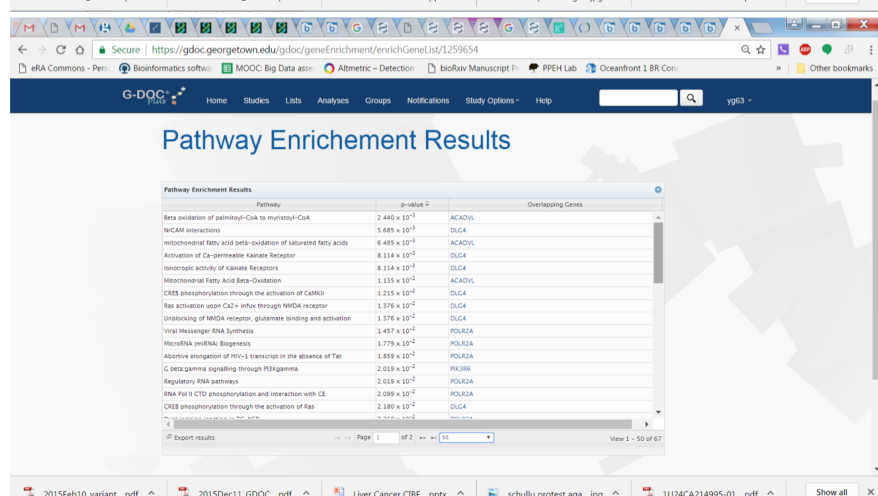 Secure | https://gdoc.georgetown.edu/gdoc/geneEnrichment/enrichGeneList/1259654
eRA Commons - Pers Bioinformatics softwa MOOC: Big Data asse Altmetric – Detection bioRxiv Manuscript Pr PPEH Lab Oceanfront 1 BR Con » Other bookmarks
G-DOC Plus Home Studies Lists Analyses Groups Notifications Study Options Help yg63
Pathway Enrichement Results
Pathway Enrichment Results
Pathway p-value Overlapping Genes
Beta oxidation of palmitoyl-CoA to myristoyl-CoA 2.440 x 10-3 ACADVL
NrCAM interactions 5.685 x 10-3 DLG4
mitochondrial fatty acid beta-oxidation of saturated fatty acids 6.495 x 10-3 ACADVL
Activation of Ca-permeable Kainate Receptor 8.114 x 10-3 DLG4
Ionotropic activity of Kainate Receptors 8.114 x 10-3 DLG4
Mitochondrial Fatty Acid Beta-Oxidation 1.135 x 10-2 ACADVL
CREB phosphorylation through the activation of CaMKII 1.215 x 10-2 DLG4
Ras activation uopn Ca2+ infux through NMDA receptor 1.376 x 10-2 DLG4
Unblocking of NMDA receptor, glutamate binding and activation 1.376 x 10-2 DLG4
Viral Messenger RNA Synthesis 1.457 x 10-2 POLR2A
MicroRNA (miRNA) Biogenesis 1.779 x 10-2 POLR2A
Abortive elongation of HIV-1 transcript in the absence of Tat 1.859 x 10-2 POLR2A
G beta:gamma signalling through PI3Kgamma 2.019 x 10-2 PIK3R6
Regulatory RNA pathways 2.019 x 10-2 POLR2A
RNA Pol II CTD phosphorylation and interaction with CE 2.099 x 10-2 POLR2A
CREB phosphorylation through the activation of Ras 2.180 x 10-2 DLG4
Export results Page 1 of 2 50 View 1 - 50 of 67
2015Feb10_variant_.pdf 2015Dec11_GDOC_.pdf Liver Cancer CIBE_.pptx schullu protest aga_.jpg 1U24CA214995-01_.pdf Show all